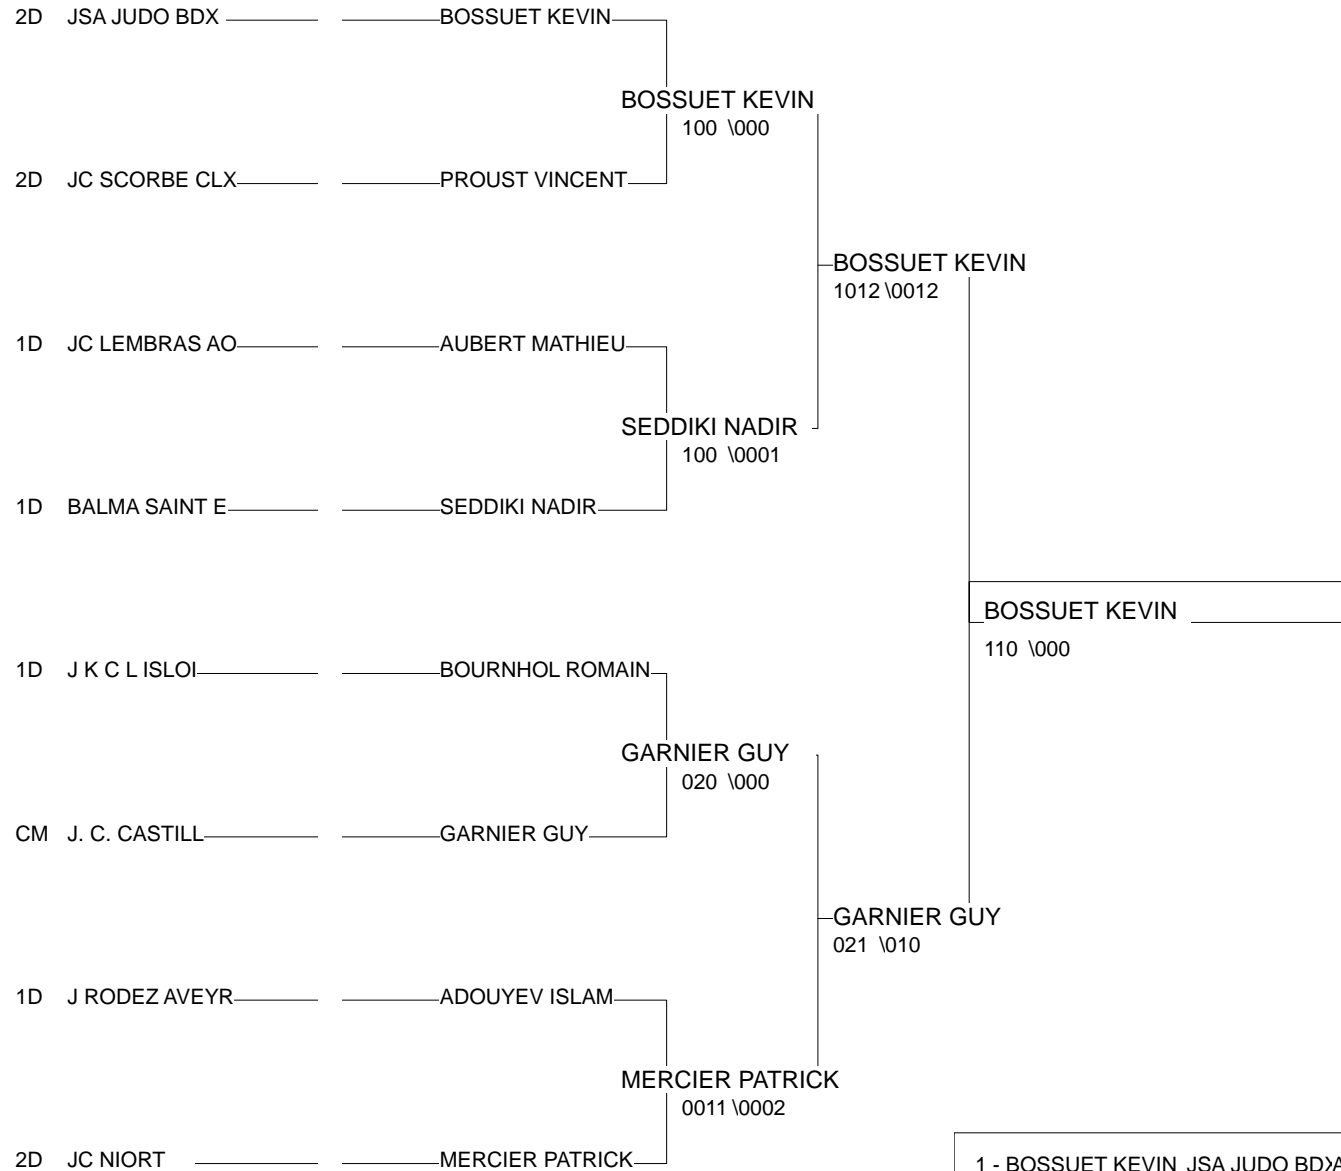 2D JSA JUDO BDX BOSSUET KEVIN
BOSSUET KEVIN
100 \000
2D JC SCORBE CLX PROUST VINCENT
BOSSUET KEVIN
1012 \0012
1D JC LEMBRAS AO AUBERT MATHIEU
SEDDIKI NADIR
100 \0001
1D BALMA SAINT E SEDDIKI NADIR
BOSSUET KEVIN
110 \000
1D J K C L ISLOI BOURNHOL ROMAIN
GARNIER GUY
020 \000
CM J. C. CASTILL GARNIER GUY
GARNIER GUY
021 \010
1D J RODEZ AVEYR ADOUYEV ISLAM
MERCIER PATRICK
0011 \0002
2D JC NIORT MERCIER PATRICK
1 - BOSSUET KEVIN JSA JUDO BDX